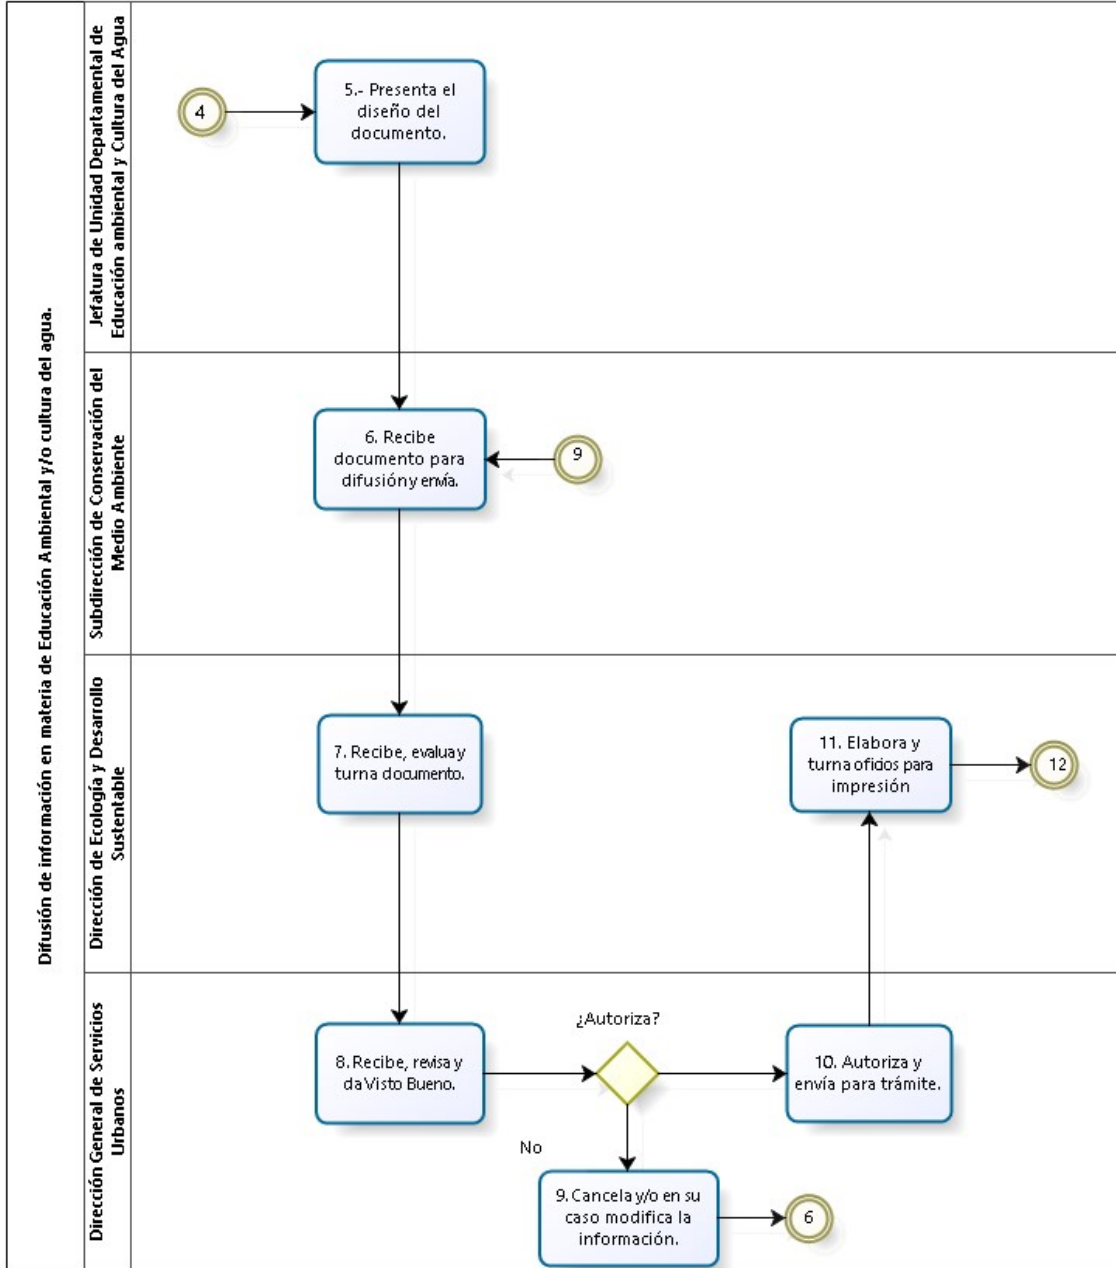 Difusión de información en materia de Educación Ambiental y/o cultura del agua.
Jefatura de Unidad Departamental de
Educación ambiental y Cultura del Agua
4
5.- Presenta el
diseño del
documento.
Subdirección de Conservación del
Medio Ambiente
6. Recibe
documento para
difusión y envía.
9
Dirección de Ecología y Desarrollo
Sustentable
7. Recibe, evalua y
turna documento.
11. Elabora y
turna oficios para
impresión
12
Dirección General de Servicios
Urbanos
8. Recibe, revisa y
da Visto Bueno.
¿Autoriza?
10. Autoriza y
envía para trámite.
No
9. Cancela y/o en su
caso modifica la
información.
6